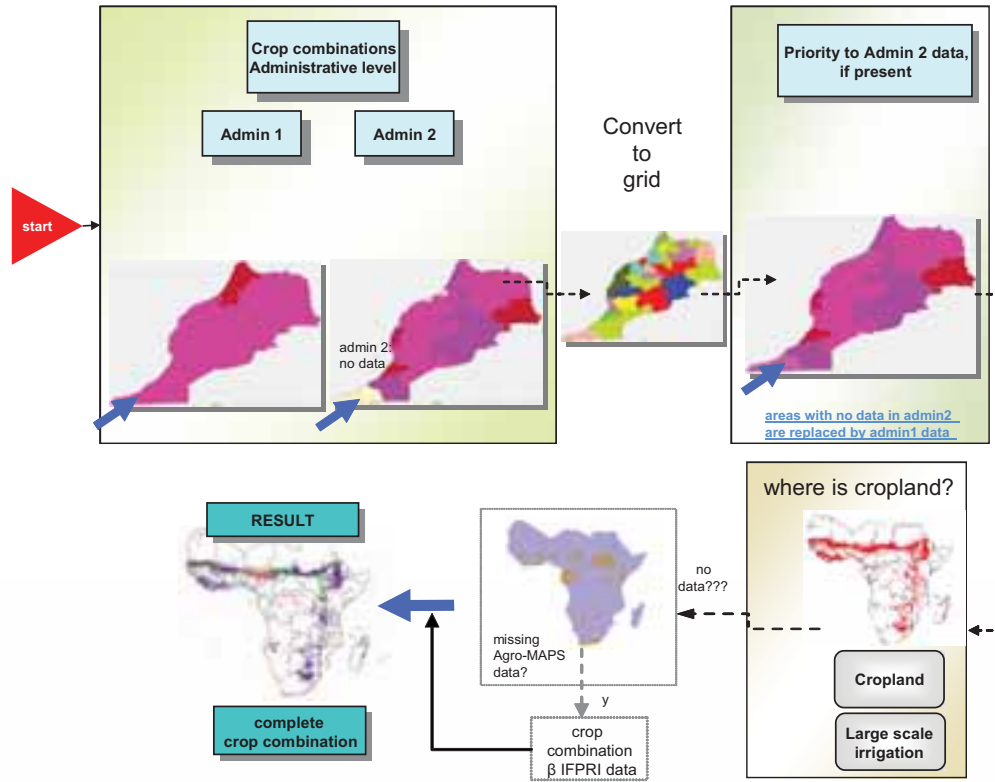 Crop combinations
Administrative level
Admin 1
Admin 2
start
admin 2:
no data
Convert
to
grid
Priority to Admin 2 data,
if present
areas with no data in admin2
are replaced by admin1 data
where is cropland?
Cropland
Large scale
irrigation
no
data???
missing
Agro-MAPS
data?
y
crop
combination
β IFPRI data
RESULT
complete
crop combination